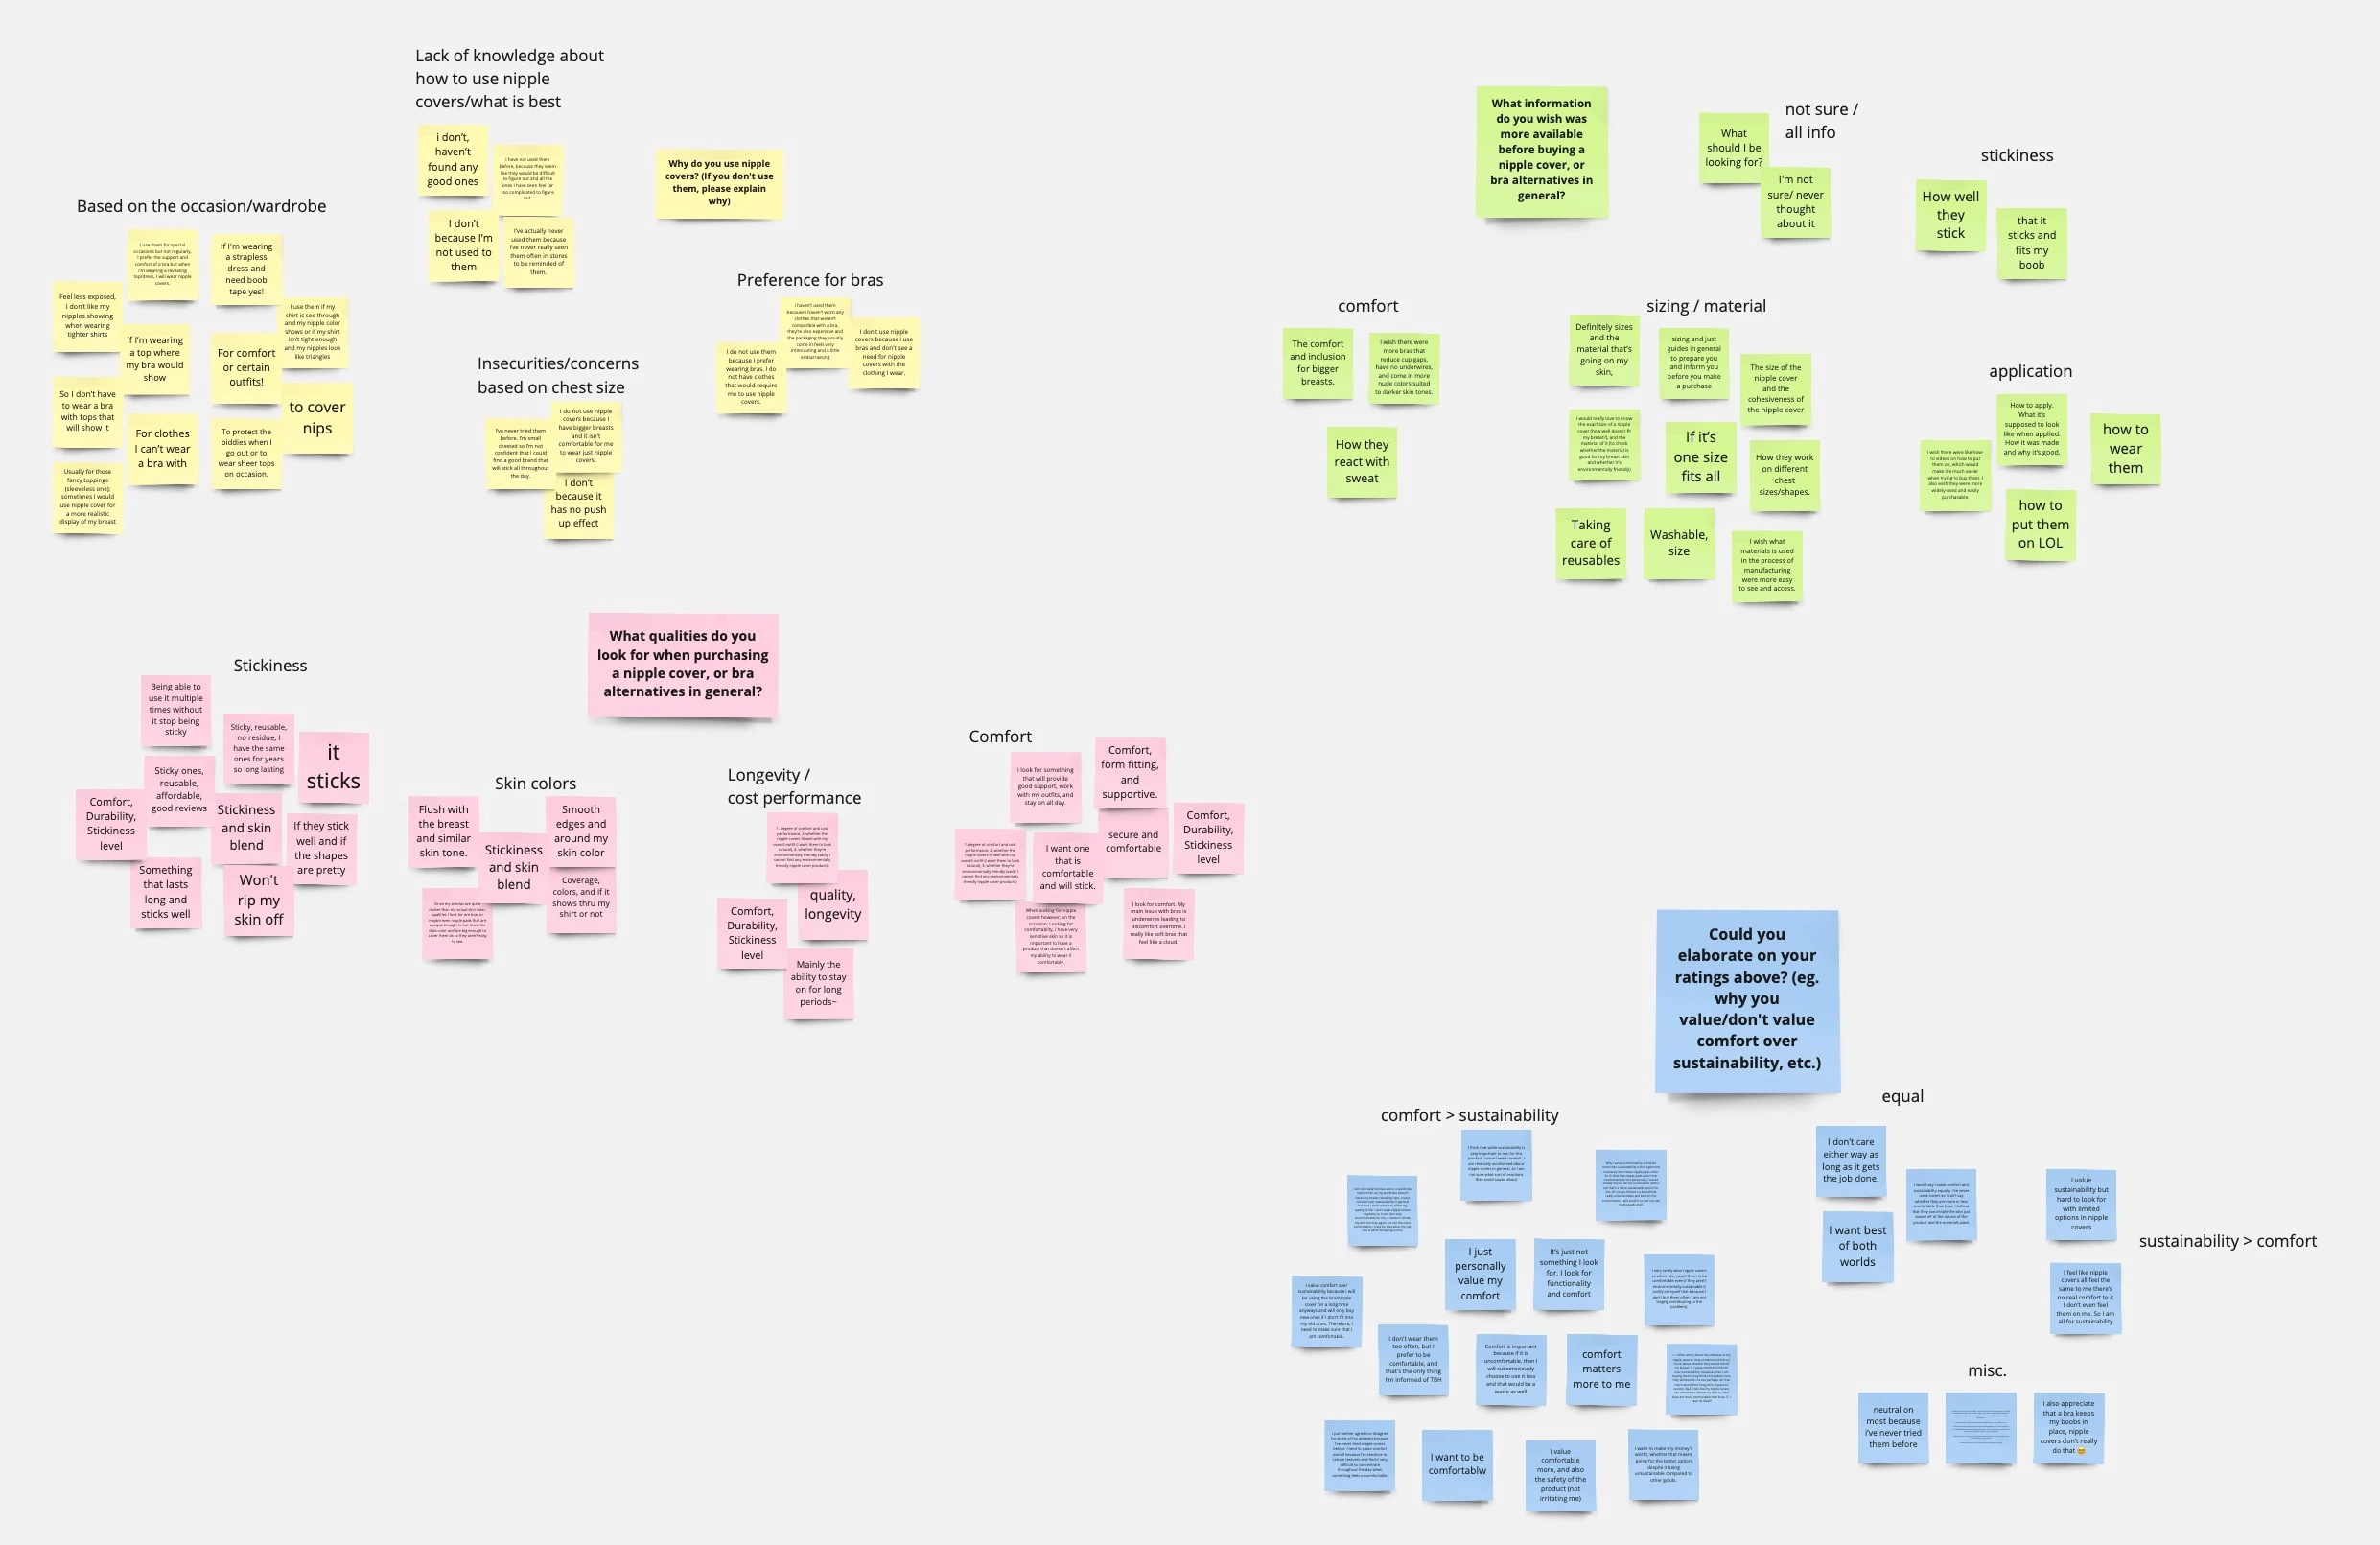 Lack of knowledge about
how to use nipple
covers/what is best
i don't,
haven't
found any
good ones
I have not used them
before, because they seem
like they would be difficult
to figure out and all the
ones I have seen feel far
too complicated to figure
out.
I don't
because I'm
not used to
them
I've actually never
used them because
I've never really seen
them often in stores
to be reminded of
them.
Why do you use nipple
covers? (If you don't use
them, please explain
why)
Based on the occasion/wardrobe
I use them for special
occasions but not regularly.
I prefer the support and
comfort of a bra but when
I'm wearing a revealing
top/dress, I will wear nipple
covers.
If I'm wearing
a strapless
dress and
need boob
tape yes!
Feel less exposed,
I don't like my
nipples showing
when wearing
tighter shirts
If I'm wearing
a top where
my bra would
show
For comfort
or certain
outfits!
I use them if my
shirt is see through
and my nipple color
shows or if my shirt
isn't tight enough
and my nipples look
like triangles
So I don't have
to wear a bra
with tops that
will show it
For clothes
I can't wear
a bra with
To protect the
biddies when I
go out or to
wear sheer tops
on occasion.
to cover
nips
Usually for those
fancy toppings
(sleeveless one);
sometimes I would
use nipple cover for
a more realistic
display of my breast
Insecurities/concerns
based on chest size
I've never tried them
before. I'm small
chested so I'm not
confident that I could
find a good brand that
will stick all throughout
the day.
I do not use nipple
covers because I
have bigger breasts
and it isn't
comfortable for me
to wear just nipple
covers.
I don't
because it
has no push
up effect
Preference for bras
I do not use them
because I prefer
wearing bras. I do
not have clothes
that would require
me to use nipple
covers.
i haven't used them
because i haven't worn any
clothes that weren't
compatible with a bra,
they're also expensive and
the packaging they usually
come in feels very
intimidating and a little
embarrassing
I don't use nipple
covers because I use
bras and don't see a
need for nipple
covers with the
clothing I wear.
What information
do you wish was
more available
before buying a
nipple cover, or
bra alternatives in
general?
not sure /
all info
What
should I be
looking for?
I'm not
sure/ never
thought
about it
stickiness
How well
they
stick
that it
sticks and
fits my
boob
comfort
The comfort
and inclusion
for bigger
breasts.
I wish there were
more bras that
reduce cup gaps,
have no underwires,
and come in more
nude colors suited
to darker skin tones.
How they
react with
sweat
sizing / material
Definitely sizes
and the
material that's
going on my
skin,
sizing and just
guides in general
to prepare you
and inform you
before you make
a purchase
The size of the
nipple cover
and the
cohesiveness of
the nipple cover
I would really love to know
the exact size of a nipple
cover (how well does it fit
my breast?), and the
material of it (to check
whether the material is
good for my breast skin
and whether it's
environmentally friendly)
If it's
one size
fits all
How they work
on different
chest
sizes/shapes.
Taking
care of
reusables
Washable,
size
I wish what
materials is used
in the process of
manufacturing
were more easy
to see and access.
application
How to apply.
What it's
supposed to look
like when applied.
How it was made
and why it's good.
how to
wear
them
I wish there were like how
to videos on how to put
them on, which would
make life much easier
when trying to buy them. I
also wish they were more
widely-used and easily
purchasable.
how to
put them
on LOL
What qualities do you
look for when purchasing
a nipple cover, or bra
alternatives in general?
Stickiness
Being able to
use it multiple
times without
it stop being
sticky
Sticky, reusable,
no residue, I
have the same
ones for years
so long lasting
it
sticks
Sticky ones,
reusable,
affordable,
good reviews
Comfort,
Durability,
Stickiness
level
Stickiness
and skin
blend
If they stick
well and if
the shapes
are pretty
Something
that lasts
long and
sticks well
Won't
rip my
skin off
Skin colors
Flush with
the breast
and similar
skin tone.
Stickiness
and skin
blend
Smooth
edges and
around my
skin color
Coverage,
colors, and if it
shows thru my
shirt or not
Longevity /
cost performance
1. degree of comfort and cost
performance, 2. whether the
nipple covers fit well with my
overall outfit (I want them to look
natural), 3. whether they're
environmentally friendly (sadly I
cannot find any environmentally
friendly nipple cover products)
quality,
longevity
Comfort,
Durability,
Stickiness
level
Mainly the
ability to stay
on for long
periods~
Comfort
I look for something
that will provide
good support, work
with my outfits, and
stay on all day.
Comfort,
form fitting,
and
supportive.
1. degree of comfort and cost
performance, 2. whether the
nipple covers fit well with my
overall outfit (I want them to look
natural), 3. whether they're
environmentally friendly (sadly I
cannot find any environmentally
friendly nipple cover products)
I want one
that is
comfortable
and will stick.
secure and
comfortable
Comfort,
Durability,
Stickiness
level
When looking for nipple
covers however, on the
occasion. Looking for
comfortability, I have very
sensitive skin so it is
important to have a
product that doesn't affect
my ability to wear it
comfortably.
I look for comfort. My
main issue with bras is
underwires leading to
discomfort overtime. I
really like soft bras that
feel like a cloud.
Could you
elaborate on your
ratings above? (eg.
why you
value/don't value
comfort over
sustainability, etc.)
comfort > sustainability
I think that while sustainability is
very important to me, for this
product, I would need comfort. I
are relatively uninformed about
nipple covers in general, so I am
I just
personally
value my
comfort
It's just not
something I look
for, I look for
functionality
and comfort
I value comfort over
sustainability because I will
be using the bra/nipple
cover for a long time
anyways and will only buy
new ones if I don't fit into
my old ones. Therefore, I
need to make sure that I
am comfortable.
I don't wear them
too often, but I
prefer to be
comfortable, and
that's the only thing
I'm informed of TBH
Comfort is important
because if it is
uncomfortable, then I
will subconsciously
choose to use it less
and that would be a
waste as well
comfort
matters
more to me
I want to be
comfortablw
I value
comfortable
more, and also
the safety of the
product (not
irritating me)
I want to make my money's
worth, whether that means
going for the better option
despite it being
unsustainable compared to
other goods.
equal
I don't care
either way as
long as it gets
the job done.
I want best
of both
worlds
sustainability > comfort
I value
sustainability but
hard to look for
with limited
options in nipple
covers
I feel like nipple
covers all feel the
same to me there's
no real comfort to it
I don't even feel
them on me. So I am
all for sustainability
misc.
neutral on
most because
i've never tried
them before
i also appreciate
that a bra keeps
my boobs in
place, nipple
covers don't really
do that 😅